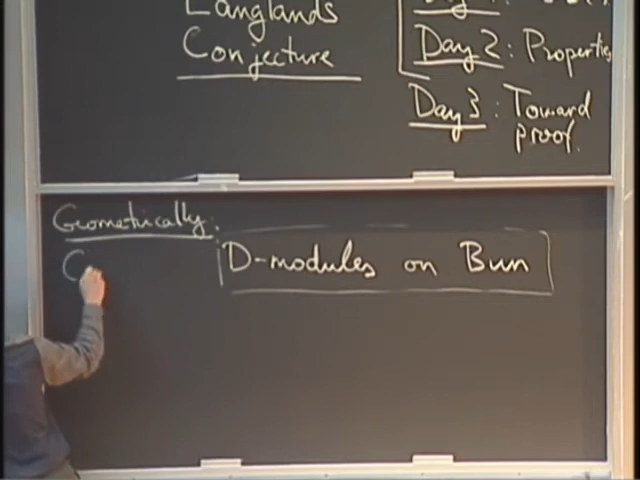 Langlands
Conjecture
Day 2: Properties
Day 3: Toward
proof.
Geometrically:
D-modules on Bun
C